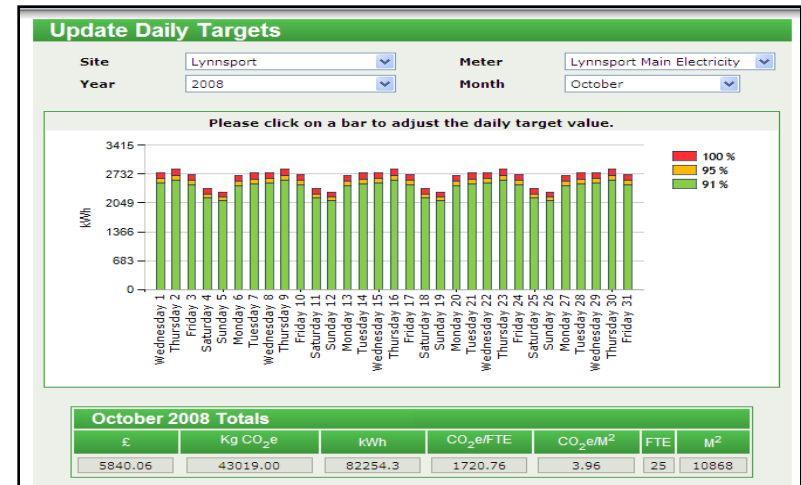 Update Daily Targets
Site Lynnsport Meter Lynnsport Main Electricity
Year 2008 Month October
Please click on a bar to adjust the daily target value.
3415
2732
2049
1366
683
0
kWh
100 %
95 %
91 %
Wednesday 1
Thursday 2
Friday 3
Saturday 4
Sunday 5
Monday 6
Tuesday 7
Wednesday 8
Thursday 9
Friday 10
Saturday 11
Sunday 12
Monday 13
Tuesday 14
Wednesday 15
Thursday 16
Friday 17
Saturday 18
Sunday 19
Monday 20
Tuesday 21
Wednesday 22
Thursday 23
Friday 24
Saturday 25
Sunday 26
Monday 27
Tuesday 28
Wednesday 29
Thursday 30
Friday 31
October 2008 Totals
£ Kg CO₂e kWh CO₂e/FTE CO₂e/M² FTE M²
5840.06 43019.00 82254.3 1720.76 3.96 25 10868